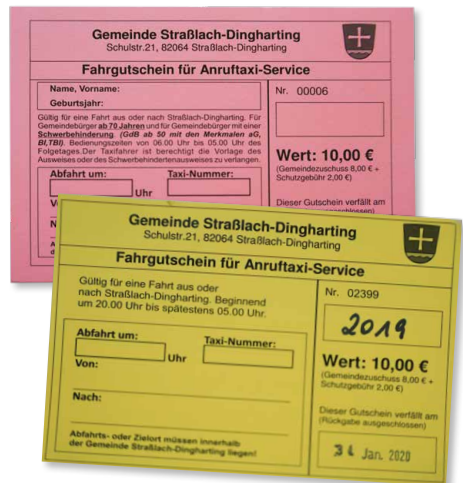 Gemeinde Straßlach-Dingharting
Schulstr.21, 82064 Straßlach-Dingharting
Fahrgutschein für Anruftaxi-Service
Name, Vorname:
Geburtsjahr:
Gültig für eine Fahrt aus oder nach Straßlach-Dingharting. Für
Gemeindebürger ab 70 Jahren und für Gemeindebürger mit einer
Schwerbehinderung (GdB ab 50 mit den Merkmalen aG,
BI,TBI). Bedienungszeiten von 06.00 Uhr bis 05.00 Uhr des
Folgetages.Der Taxifahrer ist berechtigt die Vorlage des
Ausweises oder des Schwerbehindertenausweises zu verlangen.
Abfahrt um:
Taxi-Nummer:
Uhr
Nr. 00006
Wert: 10,00 €
(Gemeindezuschuss 8,00 € +
Schutzgebühr 2,00 €)
Dieser Gutschein verfällt am
Gemeinde Straßlach-Dingharting
Schulstr.21, 82064 Straßlach-Dingharting
Fahrgutschein für Anruftaxi-Service
Gültig für eine Fahrt aus oder
nach Straßlach-Dingharting. Beginnend
um 20.00 Uhr bis spätestens 05.00 Uhr.
Abfahrt um:
Taxi-Nummer:
Uhr
Von:
Nach:
Abfahrts- oder Zielort müssen innerhalb
der Gemeinde Straßlach-Dingharting liegen!
Nr. 02399
2019
Wert: 10,00 €
(Gemeindezuschuss 8,00 € +
Schutzgebühr 2,00 €)
Dieser Gutschein verfällt am
(Rückgabe ausgeschlossen)
Jan. 2020